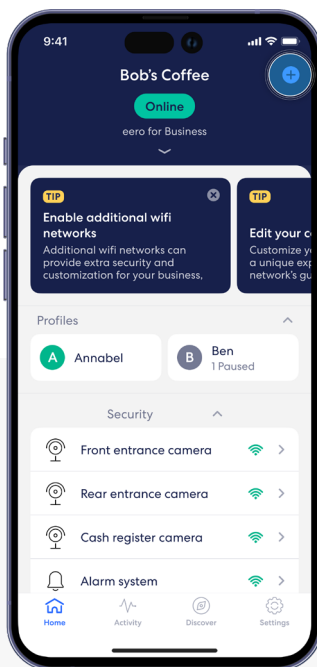 9:41
Bob's Coffee
Online
eero for Business
TIP
Enable additional wifi
networks
Additional wifi networks can
provide extra security and
customization for your business,
TIP
Edit your c
Customize y
a unique exp
network's gu
Profiles
A
Annabel
B
Ben
1 Paused
Security
Front entrance camera
Rear entrance camera
Cash register camera
Alarm system
Home
Activity
Discover
Settings